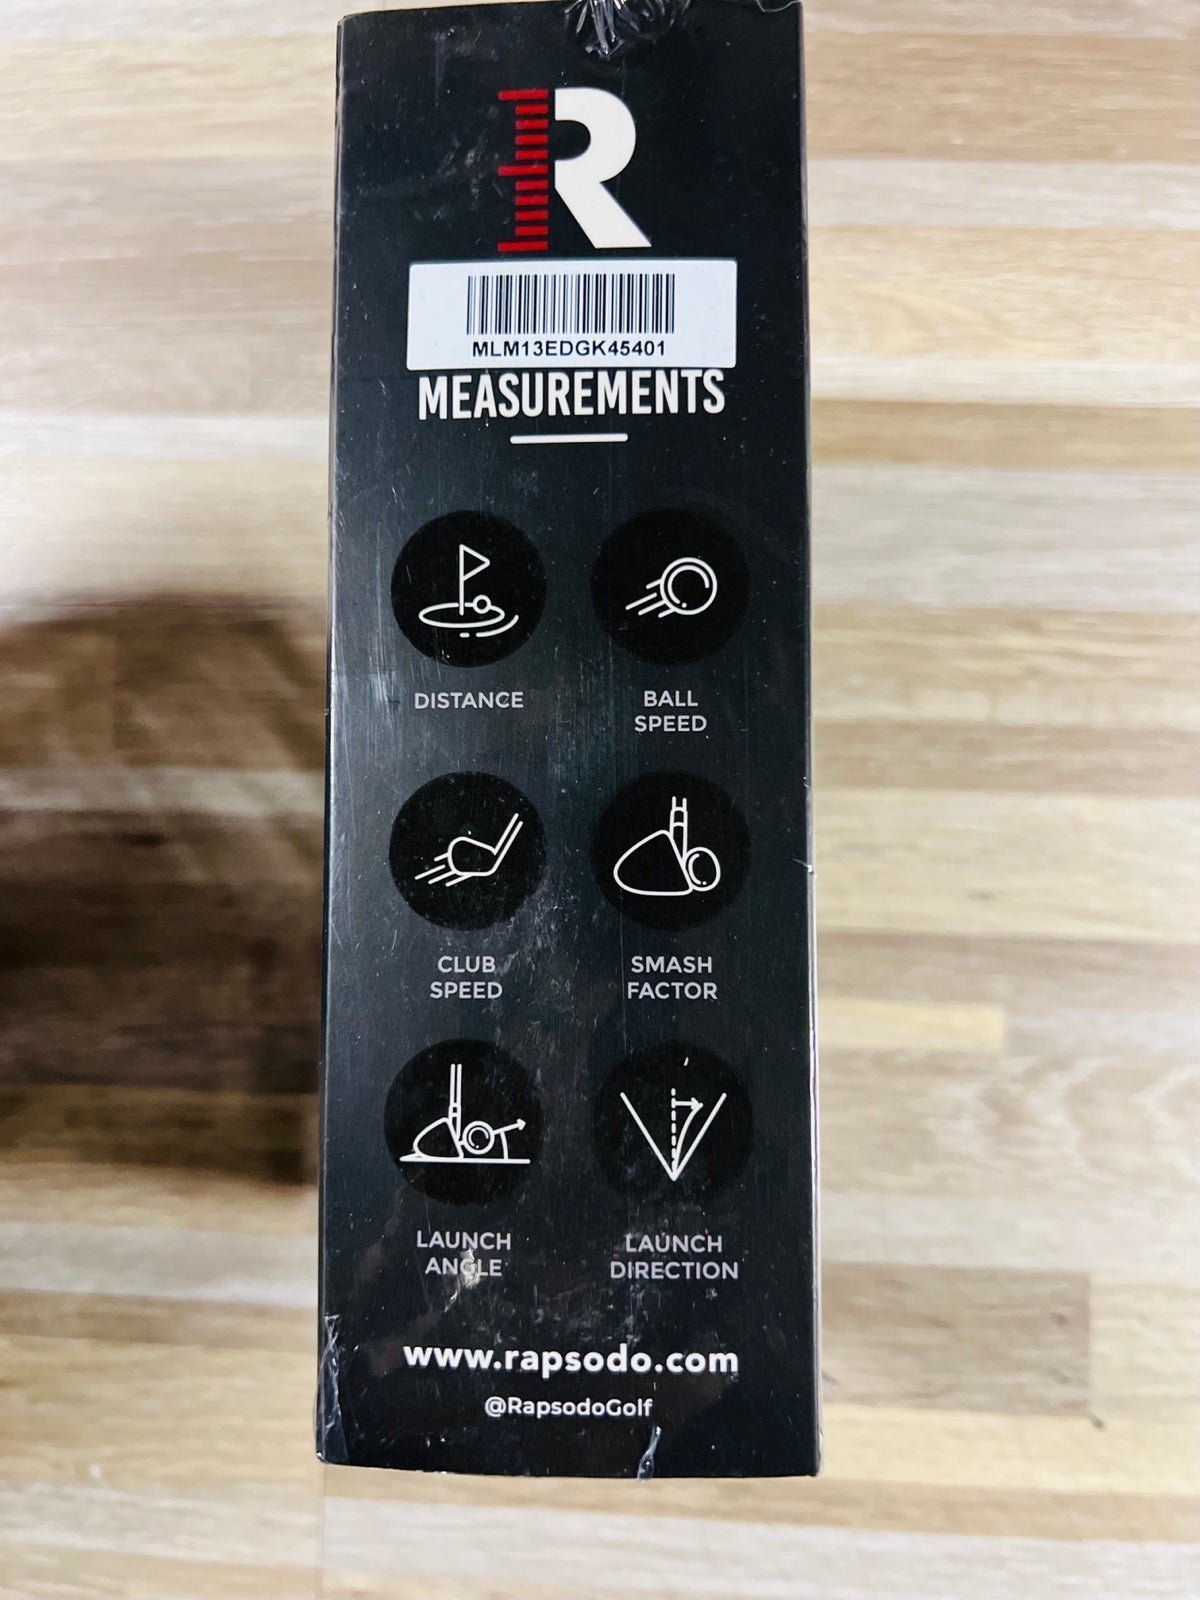 R
MLM13EDGK45401
MEASUREMENTS
DISTANCE
BALL
SPEED
CLUB
SPEED
SMASH
FACTOR
LAUNCH
ANGLE
LAUNCH
DIRECTION
www.rapsodo.com
@RapsodoGolf